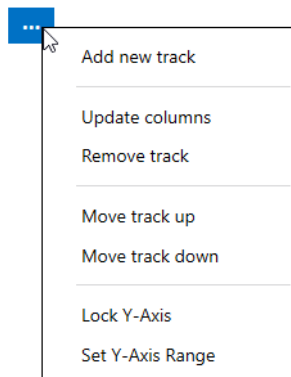 ...
Add new track
Update columns
Remove track
Move track up
Move track down
Lock Y-Axis
Set Y-Axis Range